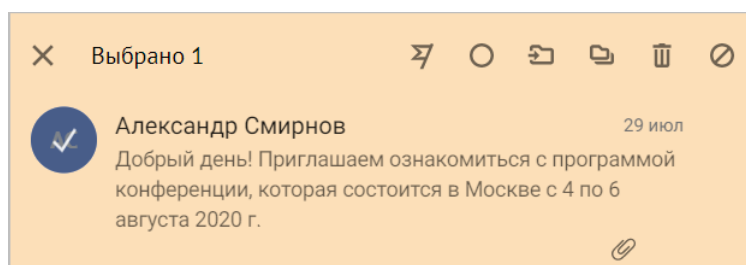 Выбрано 1
Александр Смирнов
29 июл
Добрый день! Приглашаем ознакомиться с программой
конференции, которая состоится в Москве с 4 по 6
августа 2020 г.